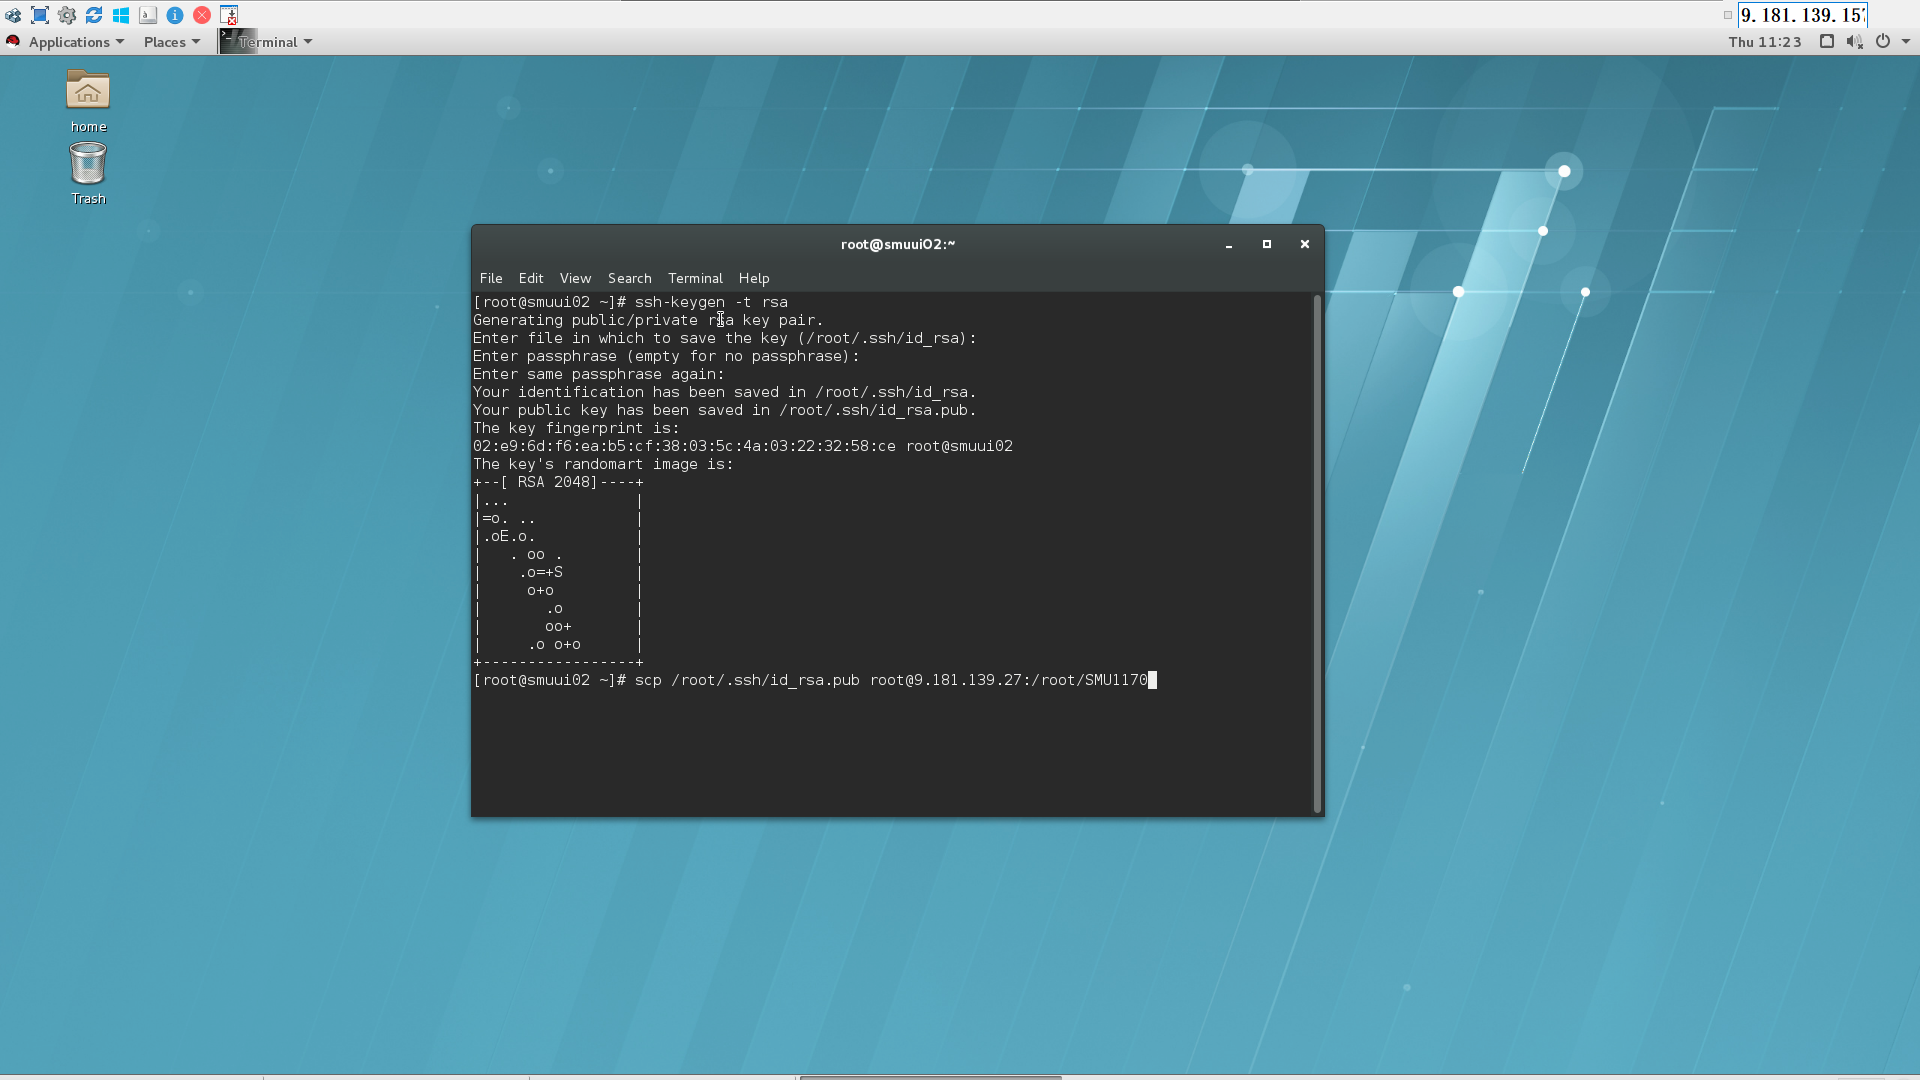 9.181.139.157
Applications Places Terminal Thu 11:23
home
Trash
root@smuui02:~
File Edit View Search Terminal Help
[root@smuui02 ~]# ssh-keygen -t rsa
Generating public/private rsa key pair.
Enter file in which to save the key (/root/.ssh/id_rsa):
Enter passphrase (empty for no passphrase):
Enter same passphrase again:
Your identification has been saved in /root/.ssh/id_rsa.
Your public key has been saved in /root/.ssh/id_rsa.pub.
The key fingerprint is:
02:e9:6d:f6:ea:b5:cf:38:03:5c:4a:03:22:32:58:ce root@smuui02
The key's randomart image is:
+--[ RSA 2048]----+
|...              |
|=o. ..           |
|.oE.o.           |
|   . oo .        |
|    .o=+S        |
|     o+o         |
|       .o        |
|       oo+       |
|     .o o+o      |
+-----------------+
[root@smuui02 ~]# scp /root/.ssh/id_rsa.pub root@9.181.139.27:/root/SMU1170